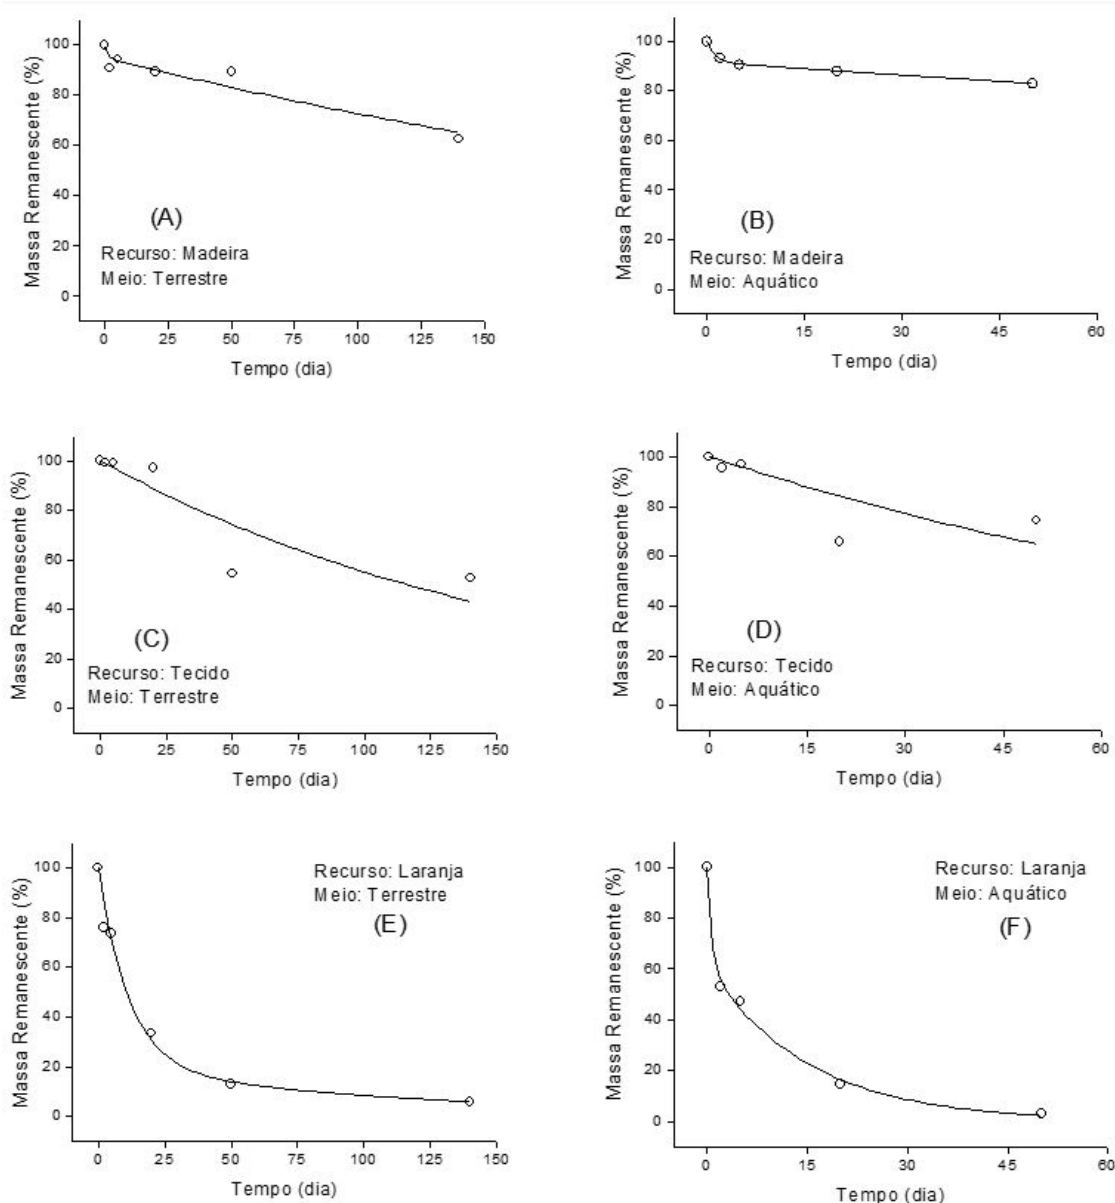 Massa Remanescente (%)
100
80
60
40
20
0
(A)
Recurso: Madeira
Meio: Terrestre
0 25 50 75 100 125 150
Tempo (dia)
Massa Remanescente (%)
100
80
60
40
20
0
(B)
Recurso: Madeira
Meio: Aquático
0 15 30 45 60
Tempo (dia)
Massa Remanescente (%)
100
80
60
40
20
0
(C)
Recurso: Tecido
Meio: Terrestre
0 25 50 75 100 125 150
Tempo (dia)
Massa Remanescente (%)
100
80
60
40
20
0
(D)
Recurso: Tecido
Meio: Aquático
0 15 30 45 60
Tempo (dia)
Massa Remanescente (%)
100
80
60
40
20
0
Recurso: Laranja
Meio: Terrestre
(E)
0 25 50 75 100 125 150
Tempo (dia)
Massa Remanescente (%)
100
80
60
40
20
0
Recurso: Laranja
Meio: Aquático
(F)
0 15 30 45 60
Tempo (dia)